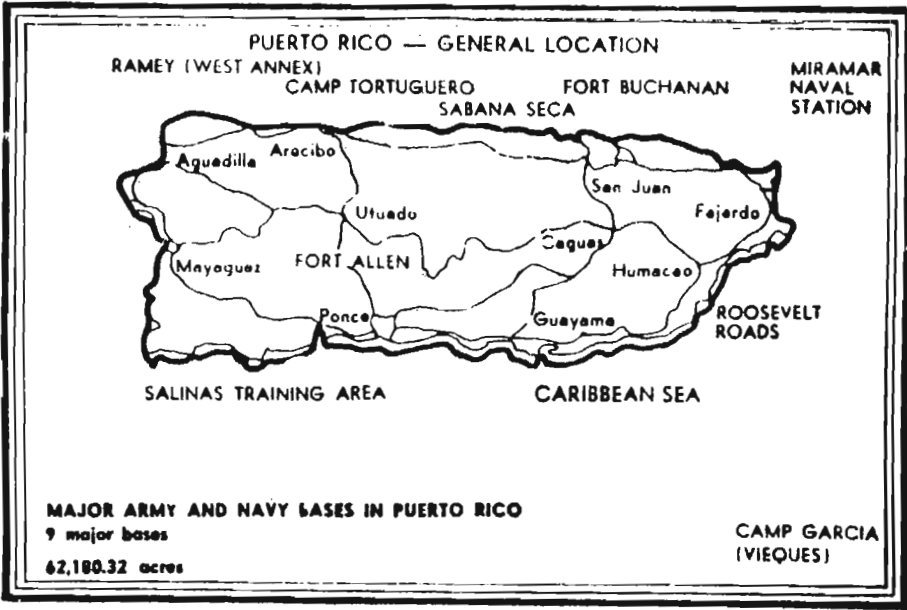 PUERTO RICO — GENERAL LOCATION
RAMEY (WEST ANNEX)
CAMP TORTUGUERO
SABANA SECA
FORT BUCHANAN
MIRAMAR
NAVAL
STATION
Aguadilla
Arecibo
San Juan
Utuado
Fajardo
Caguas
Mayaguez
FORT ALLEN
Humacao
Ponce
Guayama
ROOSEVELT
ROADS
SALINAS TRAINING AREA
CARIBBEAN SEA
MAJOR ARMY AND NAVY BASES IN PUERTO RICO
9 major bases
62,180.32 acres
CAMP GARCIA
(VIEQUES)